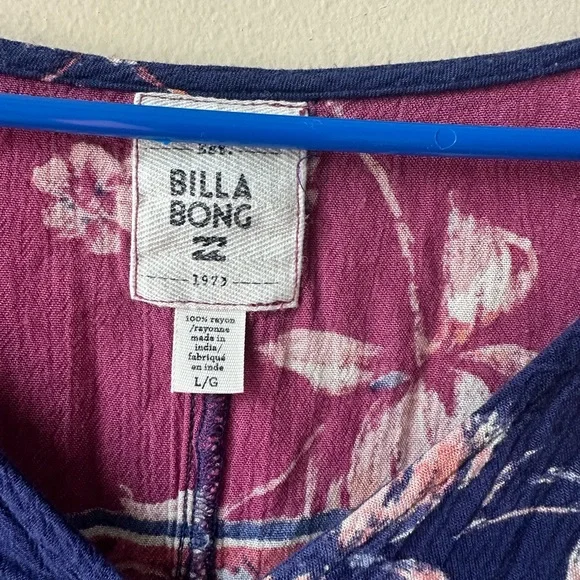 EST.
BILLA
BONG
1973
100% rayon
/rayonne
made in
india/
fabriqué
en inde
L/G